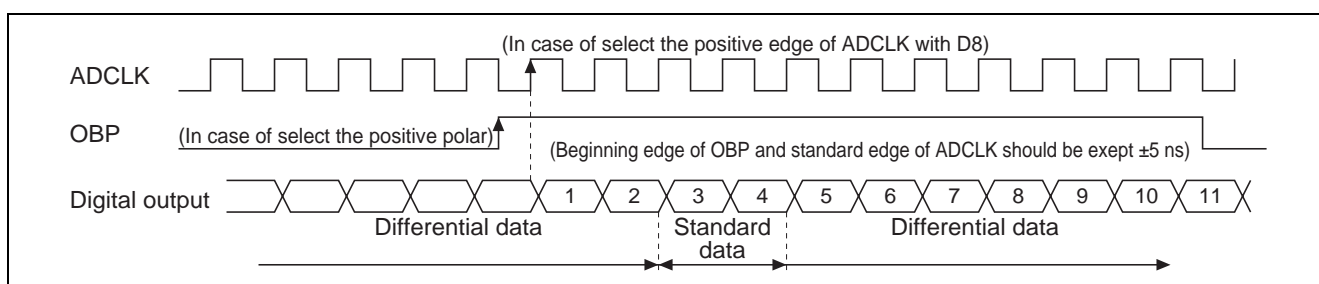 (In case of select the positive edge of ADCLK with D8)
ADCLK
OBP
(In case of select the positive polar)
(Beginning edge of OBP and standard edge of ADCLK should be exept ±5 ns)
Digital output
1 2 3 4 5 6 7 8 9 10 11
Differential data
Standard
data
Differential data